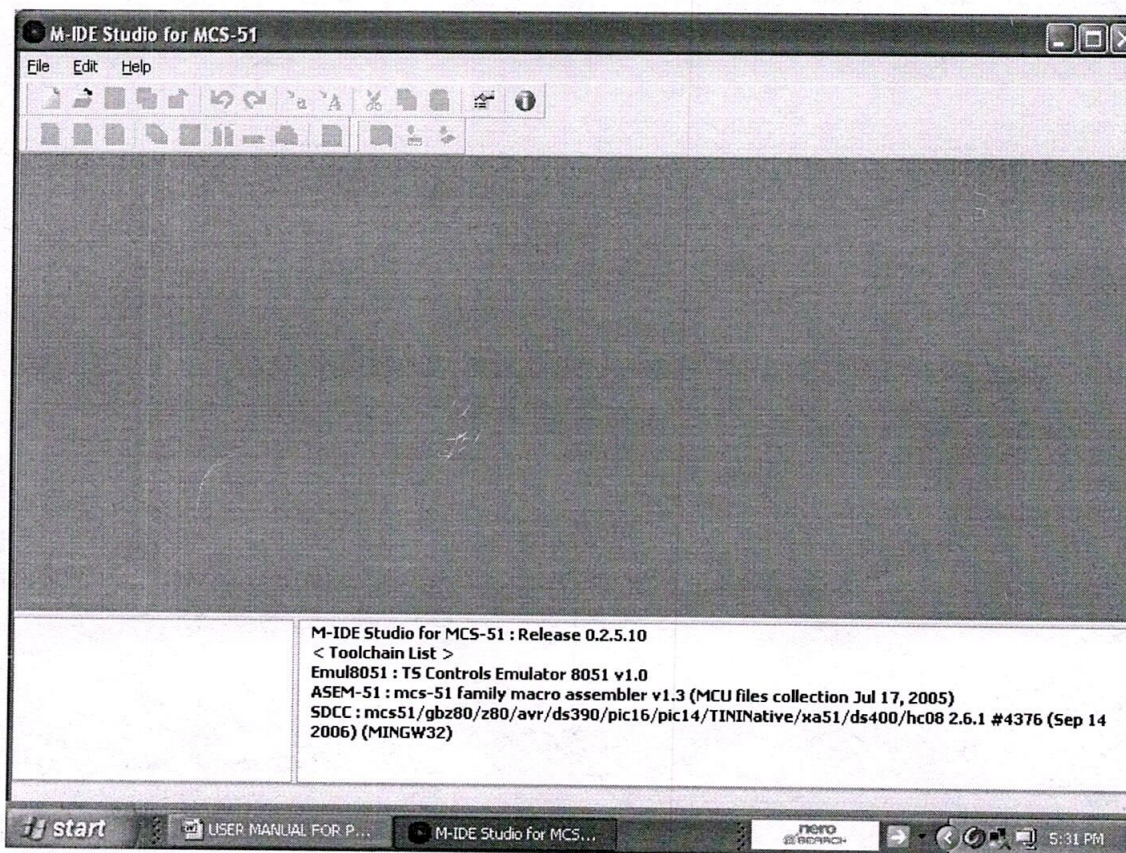 M-IDE Studio for MCS-51
File Edit Help
M-IDE Studio for MCS-51 : Release 0.2.5.10
< Toolchain List >
Emul8051 : TS Controls Emulator 8051 v1.0
ASEM-51 : mcs-51 family macro assembler v1.3 (MCU files collection Jul 17, 2005)
SDCC : mcs51/gbz80/z80/avr/ds390/pic16/pic14/TININative/xa51/ds400/hc08 2.6.1 #4376 (Sep 14
2006) (MINGW32)
start USER MANUAL FOR P... M-IDE Studio for MCS... nero SEARCH 5:31 PM